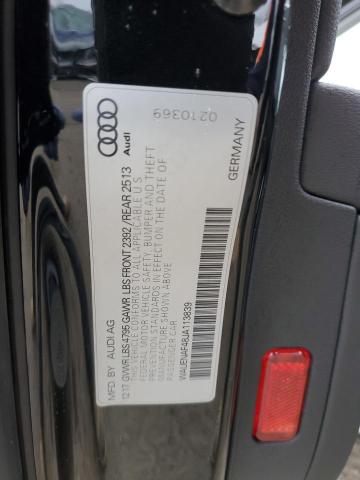 Audi
0210369
MFD. BY AUDI AG
GERMANY
12 17 GVWR LBS 4795 GAWR LBS FRONT 2392 / REAR 2513
THIS VEHICLE CONFORMS TO ALL APPLICABLE U S
FEDERAL MOTOR VEHICLE SAFETY, BUMPER AND THEFT
PREVENTION STANDARDS IN EFFECT ON THE DATE OF
MANUFACTURE SHOWN ABOVE.
PASSENGER CAR
WAUENAF48JA113839